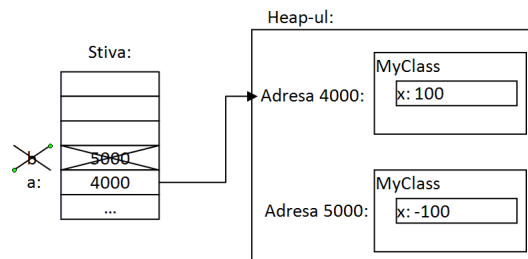 Heap-ul:
Stiva:
MyClass
x: 100
Adresa 4000:
b 5000
a: 4000
...
MyClass
x: -100
Adresa 5000: